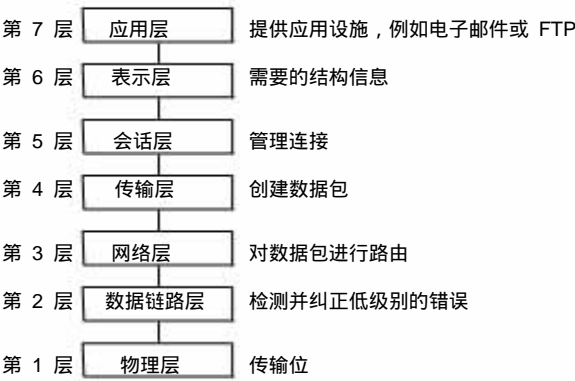 第 7 层 应用层 提供应用设施，例如电子邮件或 FTP
第 6 层 表示层 需要的结构信息
第 5 层 会话层 管理连接
第 4 层 传输层 创建数据包
第 3 层 网络层 对数据包进行路由
第 2 层 数据链路层 检测并纠正低级别的错误
第 1 层 物理层 传输位